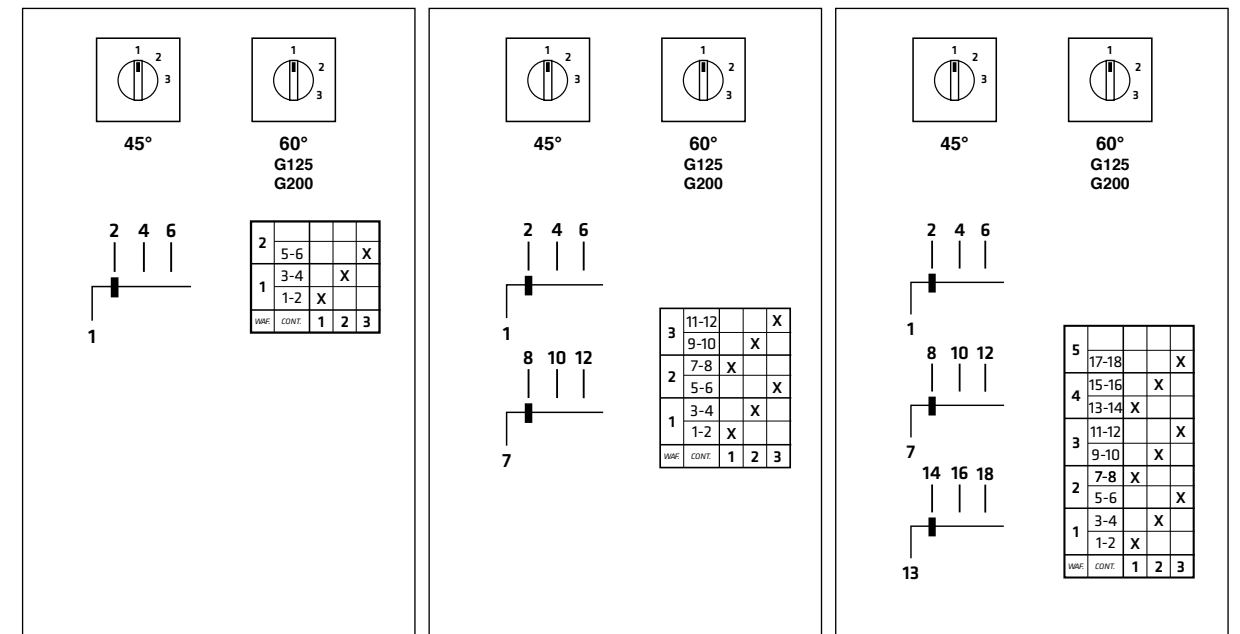 1
2
3
1
2
3
45°
60°
G125
G200
2 4 6
1
2
5-6 X
1 3-4 X
1-2 X
WAF. CONT. 1 2 3
1
2
3
1
2
3
45°
60°
G125
G200
2 4 6
1
8 10 12
7
3 11-12 X
9-10 X
2 7-8 X
5-6 X
1 3-4 X
1-2 X
WAF. CONT. 1 2 3
1
2
3
1
2
3
45°
60°
G125
G200
2 4 6
1
8 10 12
7
14 16 18
13
5
17-18 X
4 15-16 X
13-14 X
3 11-12 X
9-10 X
2 7-8 X
5-6 X
1 3-4 X
1-2 X
WAF. CONT. 1 2 3